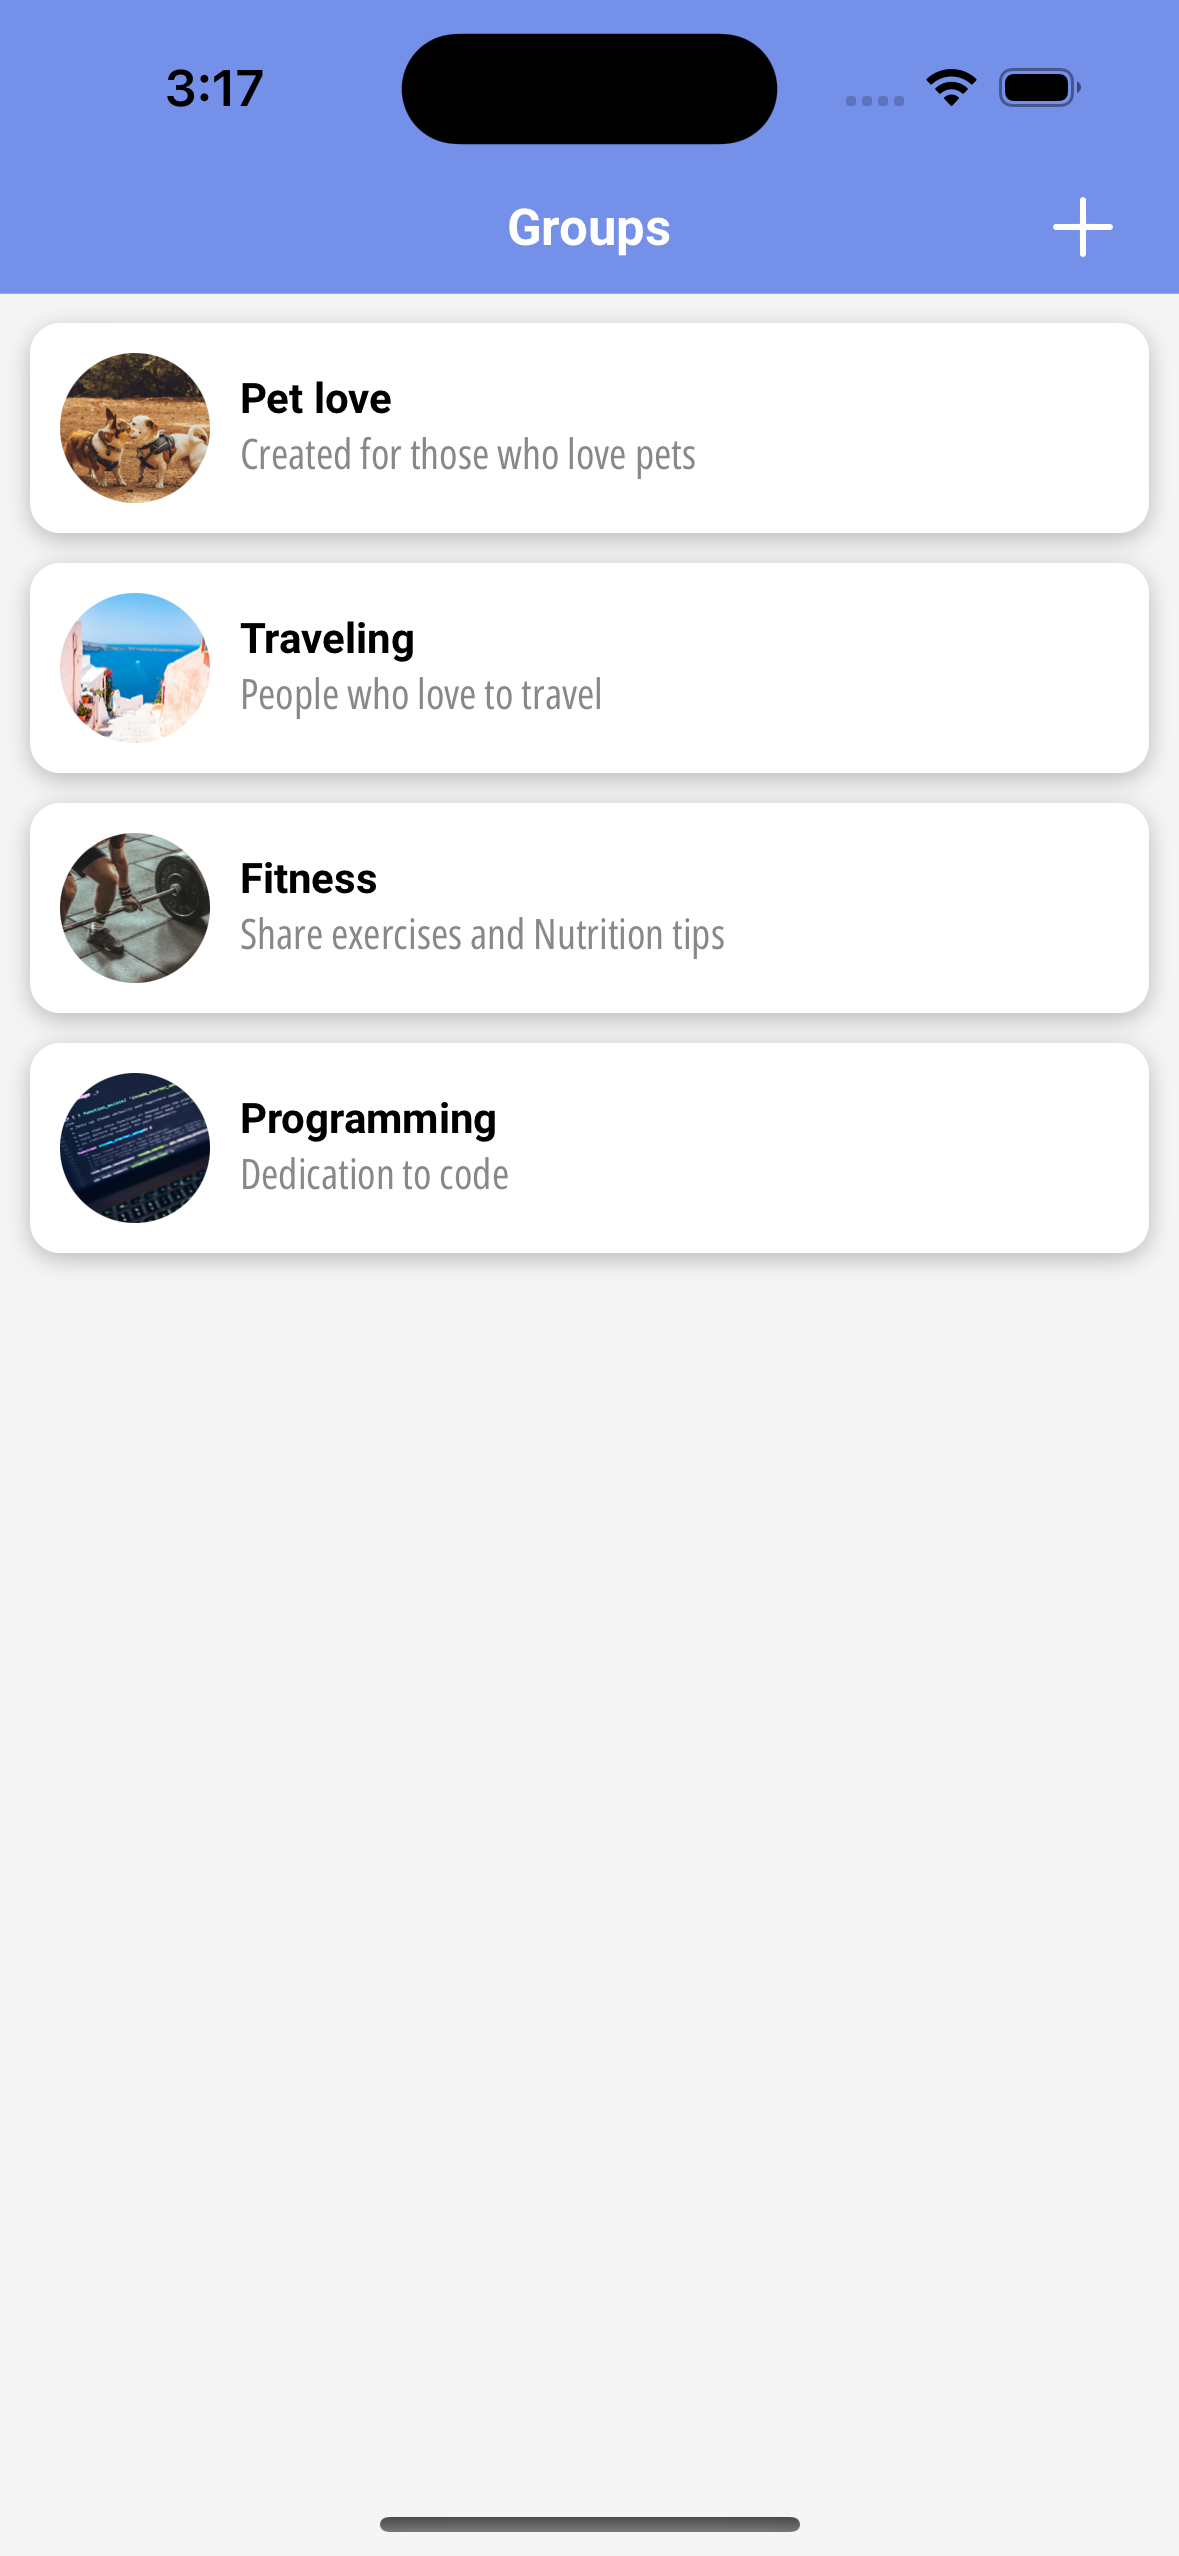 3:17
Groups
Pet love
Created for those who love pets
Traveling
People who love to travel
Fitness
Share exercises and Nutrition tips
Programming
Dedication to code